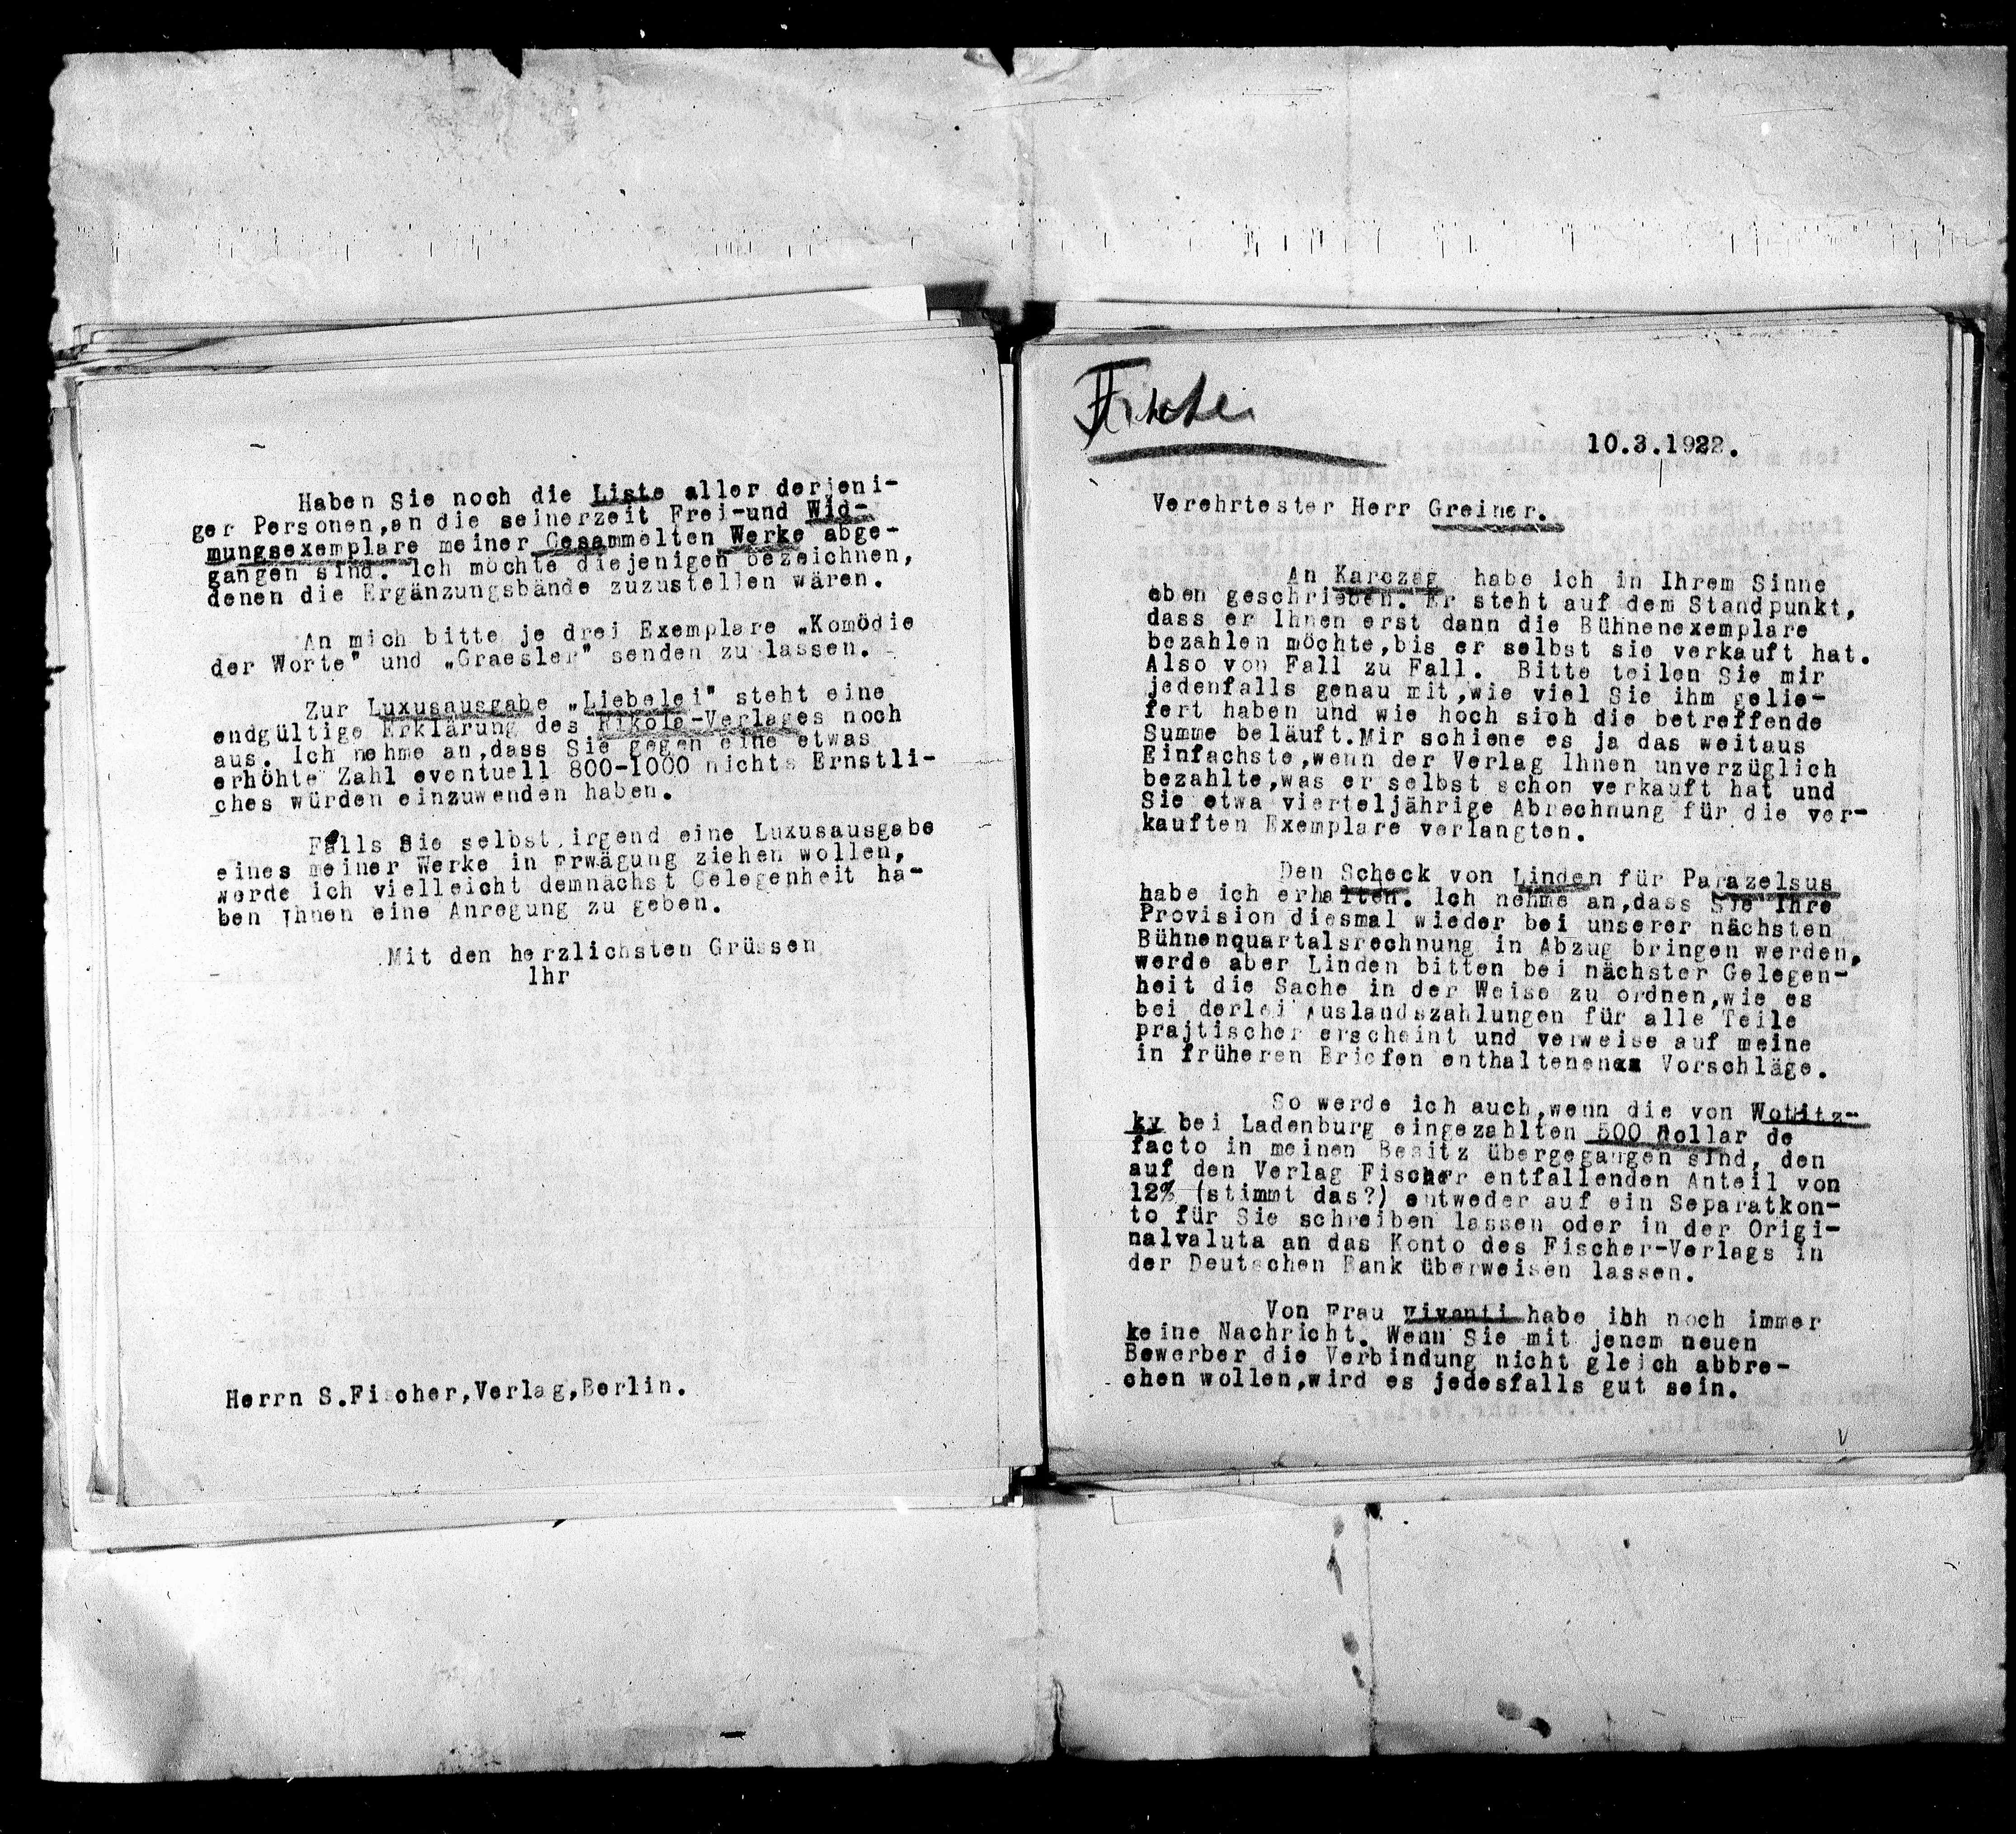 Haben Sie noch die Liste aller derjeni-
ger Personen,an die seinerzeit Frei-und Wid-
mungsexemplare meiner Gesammelten Werke abge-
gangen sind. Ich möchte diejenigen bezeichnen,
denen die Ergänzungsbände zuzustellen wären.
An mich bitte je drei Exemplare „Komödie
der Worte" und „Graesler" senden zu lassen.
Zur Luxusausgabe „Liebelei" steht eine
endgültige Erklärung des Rikola-Verlages noch
aus. Ich nehme an,dass Sie gegen eine etwas
erhöhte Zahl eventuell 800-1000 nichts Ernstli-
ches würden einzuwenden haben.
Falls Sie selbst irgend eine Luxusausgabe
eines meiner Werke in Erwägung ziehen wollen,
werde ich vielleicht demnächst Gelegenheit ha-
ben Ihnen eine Anregung zu geben.
Mit den herzlichsten Grüssen
Ihr
Herrn S.Fischer,Verlag,Berlin.
Fischer
10.3.1922.
Verehrtester Herr Greiner.
An Karczag habe ich in Ihrem Sinne
eben geschrieben. Er steht auf dem Standpunkt,
dass er Ihnen erst dann die Bühnenexemplare
bezahlen möchte,bis er selbst sie verkauft hat.
Also von Fall zu Fall. Bitte teilen Sie mir
jedenfalls genau mit,wie viel Sie ihm gelie-
fert haben und wie hoch sich die betreffende
Summe beläuft.Mir schiene es ja das weitaus
Einfachste,wenn der Verlag Ihnen unverzüglich
bezahlte,was er selbst schon verkauft hat und
Sie etwa vierteljährige Abrechnung für die ver-
kauften Exemplare verlangten.
Den Scheck von Linden für Parazelsus
habe ich erhalten. Ich nehme an,dass Sie Ihre
Provision diesmal wieder bei unserer nächsten
Bühnenquartalsrechnung in Abzug bringen werden,
werde aber Linden bitten bei nächster Gelegen-
heit die Sache in der Weise zu ordnen,wie es
bei derlei Auslandszahlungen für alle Teile
prajtischer erscheint und verweise auf meine
in früheren Briefen enthaltenen Vorschläge.
So werde ich auch,wenn die von Wottitz-
ky bei Ladenburg eingezahlten 500 Dollar de
facto in meinen Besitz übergegangen sind, den
auf den Verlag Fischer entfallenden Anteil von
12% (stimmt das?) entweder auf ein Separatkon-
to für Sie schreiben lassen oder in der Origi-
nalvaluta an das Konto des Fischer-Verlags in
der Deutschen Bank überweisen lassen.
Von Frau Vivanti habe ihh noch immer
keine Nachricht. Wenn Sie mit jenem neuen
Bewerber die Verbindung nicht gleich abbre-
chen wollen,wird es jedesfalls gut sein.